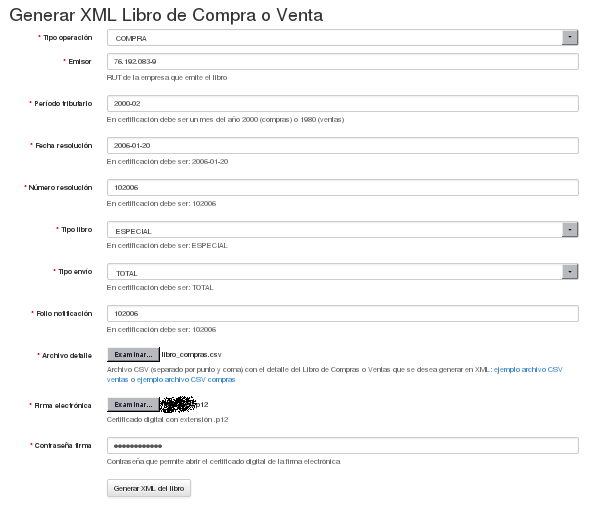 Generar XML Libro de Compra o Venta
* Tipo operación COMPRA
* Emisor 76.192.083-9
RUT de la empresa que emite el libro
* Período tributario 2000-02
En certificación debe ser un mes del año 2000 (compras) o 1980 (ventas)
* Fecha resolución 2006-01-20
En certificación debe ser: 2006-01-20
* Número resolución 102006
En certificación debe ser: 102006
* Tipo libro ESPECIAL
En certificación debe ser: ESPECIAL
* Tipo envío TOTAL
En certificación debe ser: TOTAL
* Folio notificación 102006
En certificación debe ser: 102006
* Archivo detalle Examinar... libro_compras.csv
Archivo CSV (separado por punto y coma) con el detalle del Libro de Compras o Ventas que se desea generar en XML: ejemplo archivo CSV
ventas o ejemplo archivo CSV compras
* Firma electrónica Examinar... p12
Certificado digital con extensión .p12
* Contraseña firma ●●●●●●●●●●●●
Contraseña que permite abrir el certificado digital de la firma electrónica
Generar XML del libro